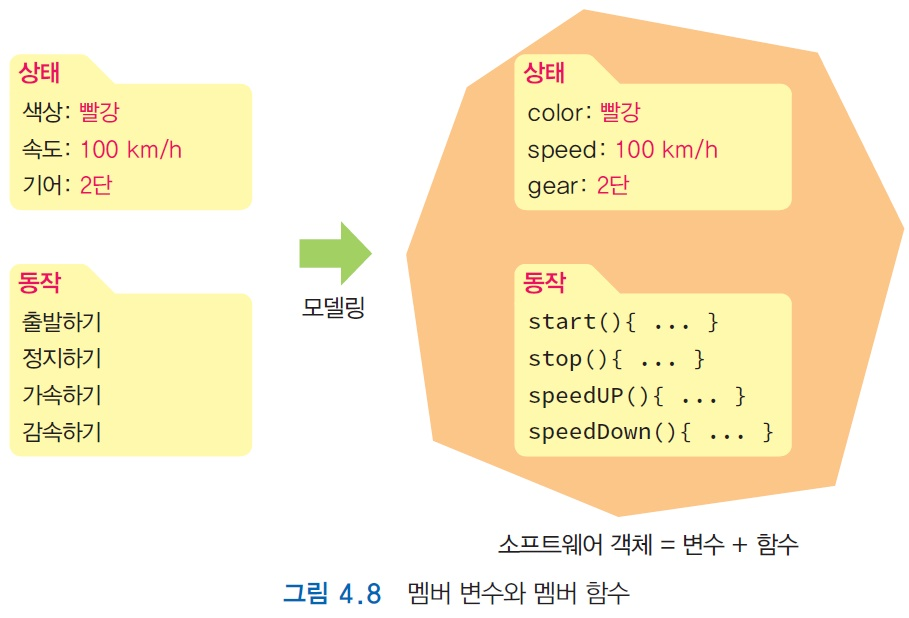 상태
색상: 빨강
속도: 100 km/h
기어: 2단
동작
출발하기
정지하기
가속하기
감속하기
모델링
상태
color: 빨강
speed: 100 km/h
gear: 2단
동작
start(){ ... }
stop(){ ... }
speedUP(){ ... }
speedDown(){ ... }
소프트웨어 객체 = 변수 + 함수
그림 4.8 멤버 변수와 멤버 함수